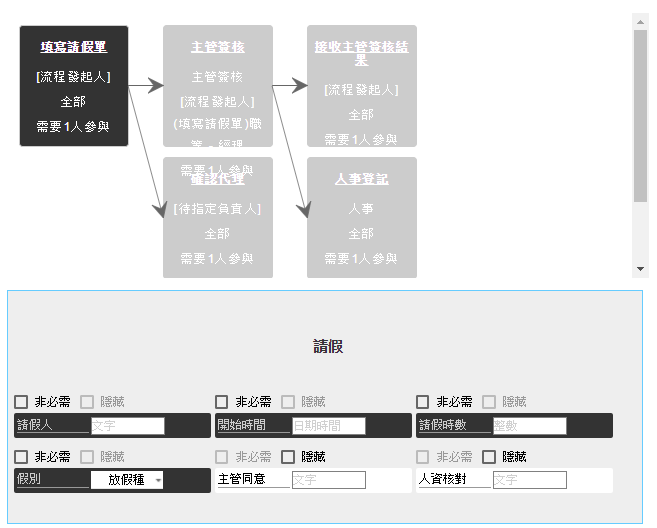 填寫請假單
[流程發起人]
全部
需要1人參與
主管簽核
主管簽核
[流程發起人]
(填寫請假單)職
需要1人參與
接收主管簽核結
果
[流程發起人]
全部
需要1人參與
確認代理
[待指定負責人]
全部
需要1人參與
人事登記
人事
全部
需要1人參與
請假
非必需 隱藏 非必需 隱藏 非必需 隱藏
請假人 文字 開始時間 日期時間 請假時數 整數
非必需 隱藏 非必需 隱藏 非必需 隱藏
假別 放假種 主管同意 文字 人資核對 文字